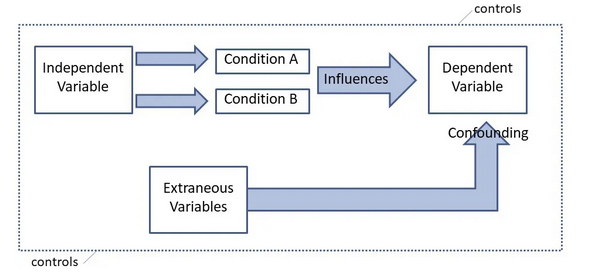 controls
Independent
Variable
Condition A
Condition B
Influences
Dependent
Variable
Confounding
Extraneous
Variables
controls